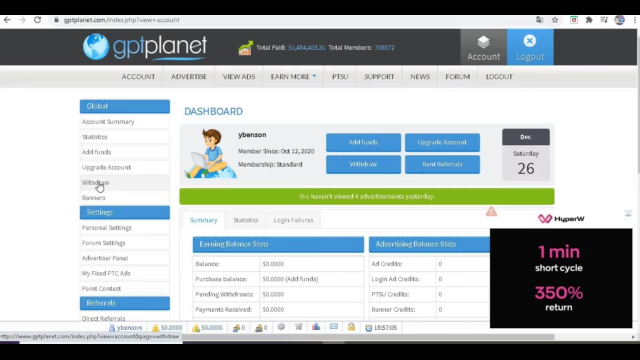 gptplanet.com/index.php?view=account
gptplanet
Total Paid: $1,454,403.31 Total Members: 708572
Account
Logout
ACCOUNT ADVERTISE VIEW ADS EARN MORE PTSU SUPPORT NEWS FORUM LOGOUT
Global
Account Summary
Statistics
Add funds
Upgrade Account
Withdraw
Banners
Settings
Personal Settings
Forum Settings
Advertiser Panel
My Fixed PTC Ads
Point Contest
Referrals
Direct Referrals
DASHBOARD
ybenson
Member Since: Oct 12, 2020
Membership: Standard
Add funds
Upgrade Account
Withdraw
Rent Referrals
Dec
Saturday
26
You haven't viewed 4 advertisements yesterday.
Summary Statistics Login Failures
Earning Balance Stats
Balance: $0.0000
Purchase balance: $0.0000 (Add funds)
Pending Withdraws: $0.0000
Payments Received: $0.0000
Advertising Balance Stats
Ad Credits: 0
Login Ad Credits: 0
PTSU Credits: 0
Banner Credits: 0
HyperW
1 min
short cycle
350%
return
ybenson $0.0000 $0.0000 0 0 16:57:05
https://www.gptplanet.com/index.php?view=account&page=withdraw